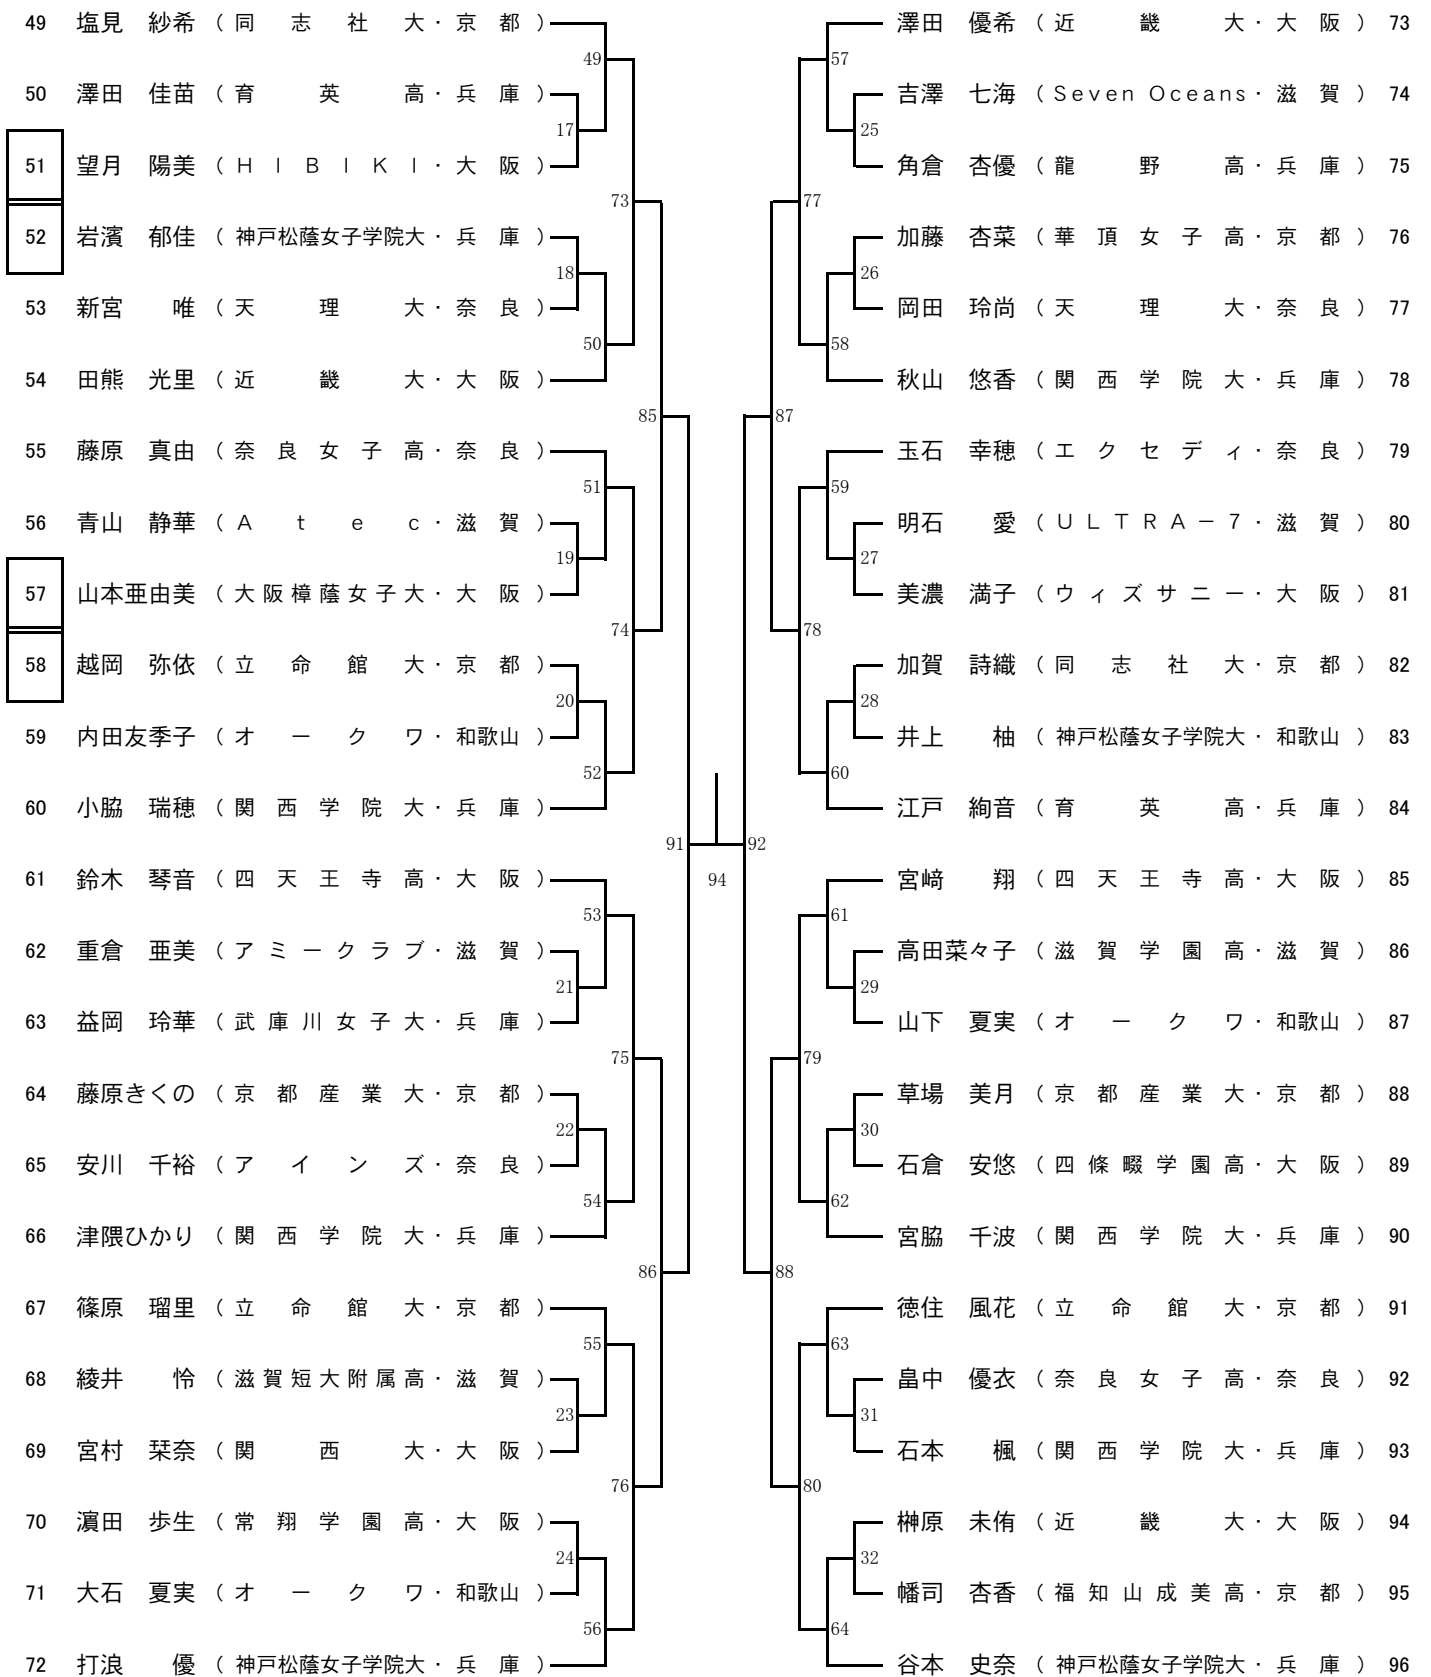 49 塩見 紗希 (同志社大・京都)
49
50 澤田 佳苗 (育英高・兵庫)
17
51 望月 陽美 (HIBIKI・大阪)
73
52 岩濱 郁佳 (神戸松蔭女子学院大・兵庫)
18
53 新宮 唯 (天理大・奈良)
50
54 田熊 光里 (近畿大・大阪)
85
55 藤原 真由 (奈良女子高・奈良)
51
56 青山 静華 (Atec・滋賀)
19
57 山本亜由美 (大阪樟蔭女子大・大阪)
74
58 越岡 弥依 (立命館大・京都)
20
59 内田友季子 (オークワ・和歌山)
52
60 小脇 瑞穂 (関西学院大・兵庫)
91
61 鈴木 琴音 (四天王寺高・大阪)
53
62 重倉 亜美 (アミークラブ・滋賀)
21
63 益岡 玲華 (武庫川女子大・兵庫)
75
64 藤原きくの (京都産業大・京都)
22
65 安川 千裕 (アインズ・奈良)
54
66 津隈ひかり (関西学院大・兵庫)
86
67 篠原 瑠里 (立命館大・京都)
55
68 綾井 怜 (滋賀短大附属高・滋賀)
23
69 宮村 栞奈 (関西大・大阪)
76
70 濵田 歩生 (常翔学園高・大阪)
24
71 大石 夏実 (オークワ・和歌山)
56
72 打浪 優 (神戸松蔭女子学院大・兵庫)
94
澤田 優希 (近畿大・大阪) 73
57
吉澤 七海 (Seven Oceans・滋賀) 74
25
角倉 杏優 (龍野高・兵庫) 75
77
加藤 杏菜 (華頂女子高・京都) 76
26
岡田 玲尚 (天理大・奈良) 77
58
秋山 悠香 (関西学院大・兵庫) 78
87
玉石 幸穂 (エクセディ・奈良) 79
59
明石 愛 (ULTRA－7・滋賀) 80
27
美濃 満子 (ウィズサニー・大阪) 81
78
加賀 詩織 (同志社大・京都) 82
28
井上 柚 (神戸松蔭女子学院大・和歌山) 83
60
江戸 絢音 (育英高・兵庫) 84
92
宮﨑 翔 (四天王寺高・大阪) 85
61
高田菜々子 (滋賀学園高・滋賀) 86
29
山下 夏実 (オークワ・和歌山) 87
79
草場 美月 (京都産業大・京都) 88
30
石倉 安悠 (四條畷学園高・大阪) 89
62
宮脇 千波 (関西学院大・兵庫) 90
88
徳住 風花 (立命館大・京都) 91
63
畠中 優衣 (奈良女子高・奈良) 92
31
石本 楓 (関西学院大・兵庫) 93
80
榊原 未侑 (近畿大・大阪) 94
32
幡司 杏香 (福知山成美高・京都) 95
64
谷本 史奈 (神戸松蔭女子学院大・兵庫) 96